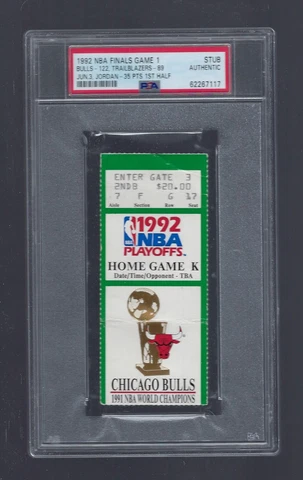 1992 NBA FINALS GAME 1 STUB
BULLS - 122, TRAILBLAZERS - 89 AUTHENTIC
JUN.3, JORDAN - 35 PTS 1ST HALF
PSA 62267117
ENTER GATE 3
2NDB $20.00
7 F G 17
Aisle Section Row Seat
1992
NBA
PLAYOFFS
HOME GAME K
Date/Time/Opponent - TBA
CHICAGO BULLS
1991 NBA WORLD CHAMPIONS